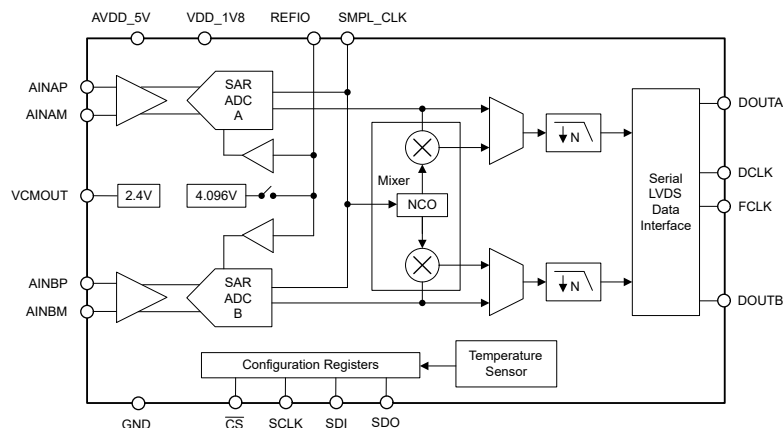 AVDD_5V
VDD_1V8
REFIO
SMPL_CLK
AINAP
AINAM
SAR
ADC
A
N
DOUTA
Mixer
VCMOUT
2.4V
4.096V
NCO
Serial
LVDS
Data
Interface
DCLK
FCLK
AINBP
AINBM
SAR
ADC
B
N
DOUTB
Configuration Registers
Temperature
Sensor
GND
CS
SCLK
SDI
SDO